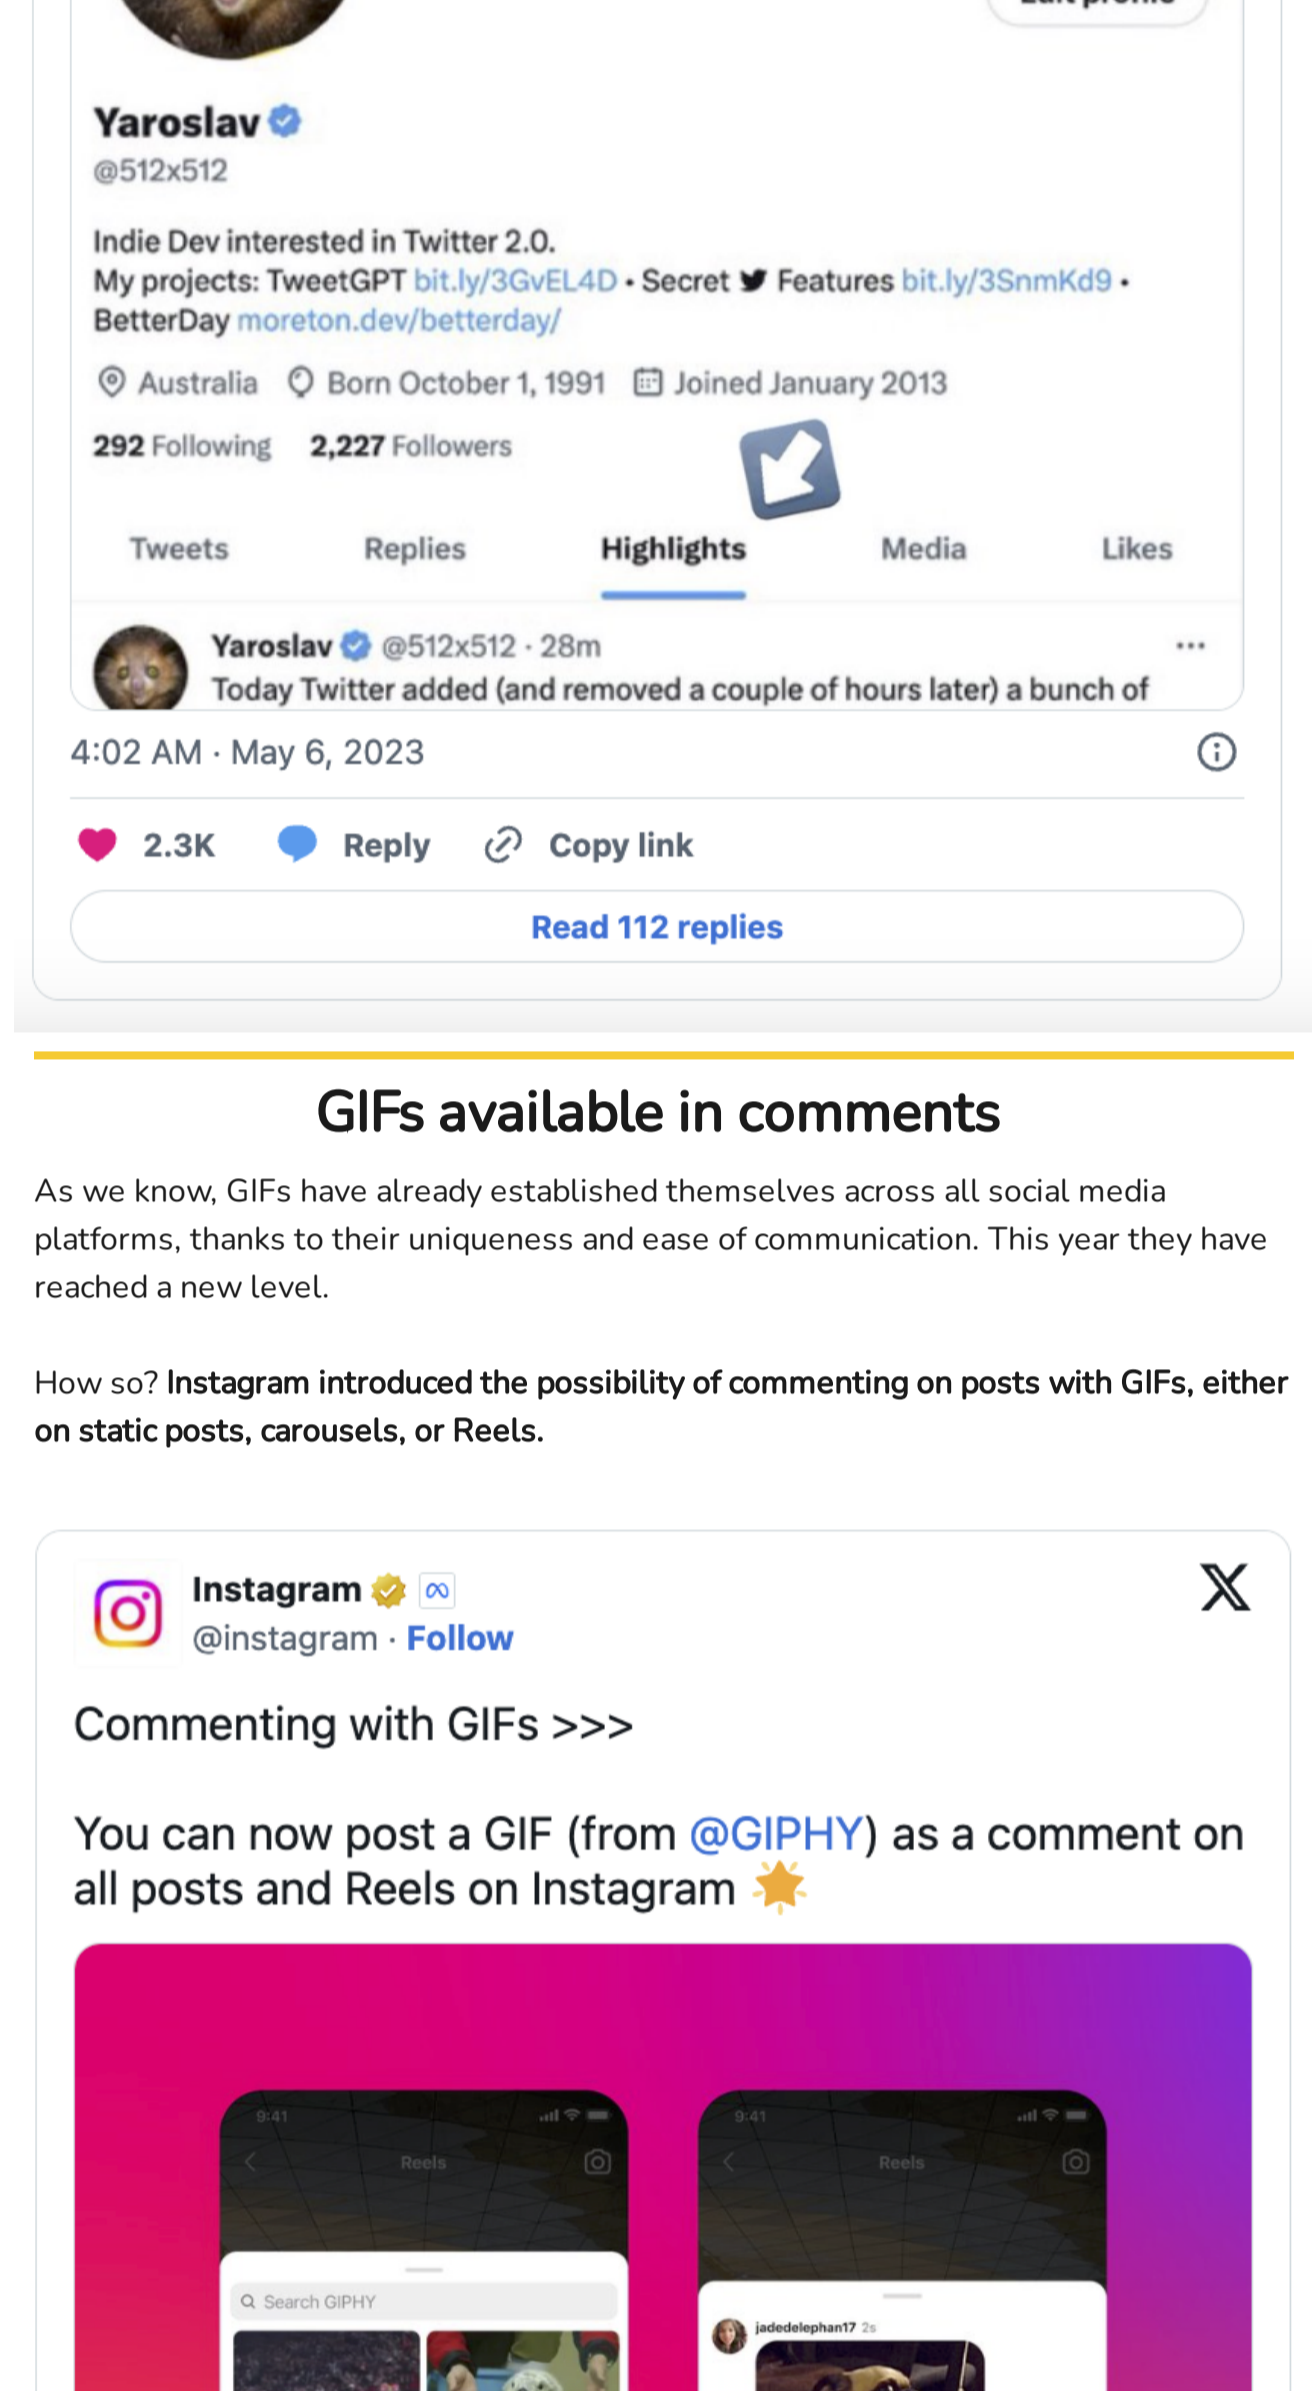 Edit profile
Yaroslav
@512x512
Indie Dev interested in Twitter 2.0.
My projects: TweetGPT bit.ly/3GvEL4D • Secret Features bit.ly/3SnmKd9 •
BetterDay moreton.dev/betterday/
Australia Born October 1, 1991 Joined January 2013
292 Following 2,227 Followers
Tweets Replies Highlights Media Likes
Yaroslav @512x512 · 28m
Today Twitter added (and removed a couple of hours later) a bunch of
4:02 AM · May 6, 2023
2.3K Reply Copy link
Read 112 replies
GIFs available in comments
As we know, GIFs have already established themselves across all social media
platforms, thanks to their uniqueness and ease of communication. This year they have
reached a new level.
How so? Instagram introduced the possibility of commenting on posts with GIFs, either
on static posts, carousels, or Reels.
Instagram
@instagram · Follow
Commenting with GIFs >>>
You can now post a GIF (from @GIPHY) as a comment on
all posts and Reels on Instagram
9:41 9:41
Reels Reels
Search GIPHY
jadedelephan17 2s